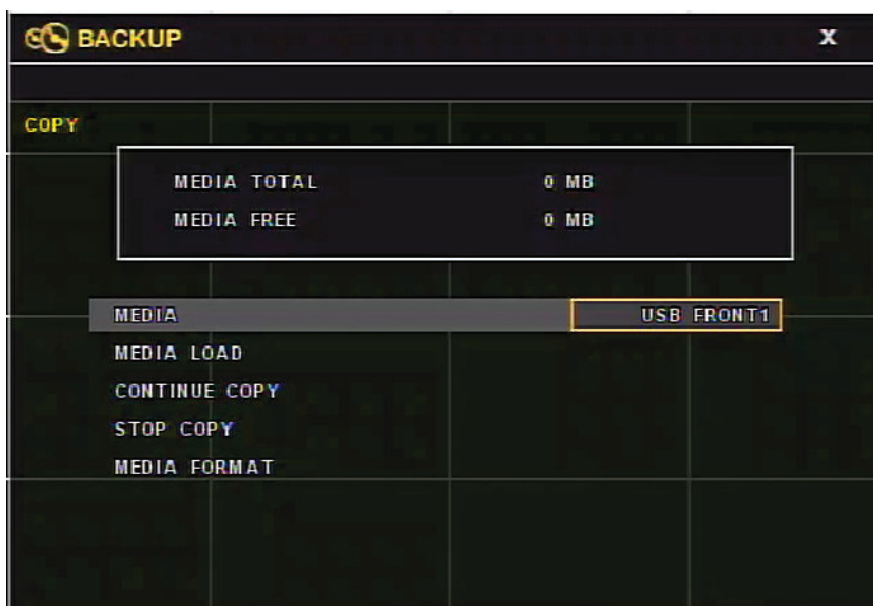 BACKUP X
COPY
MEDIA TOTAL 0 MB
MEDIA FREE 0 MB
MEDIA USB FRONT1
MEDIA LOAD
CONTINUE COPY
STOP COPY
MEDIA FORMAT